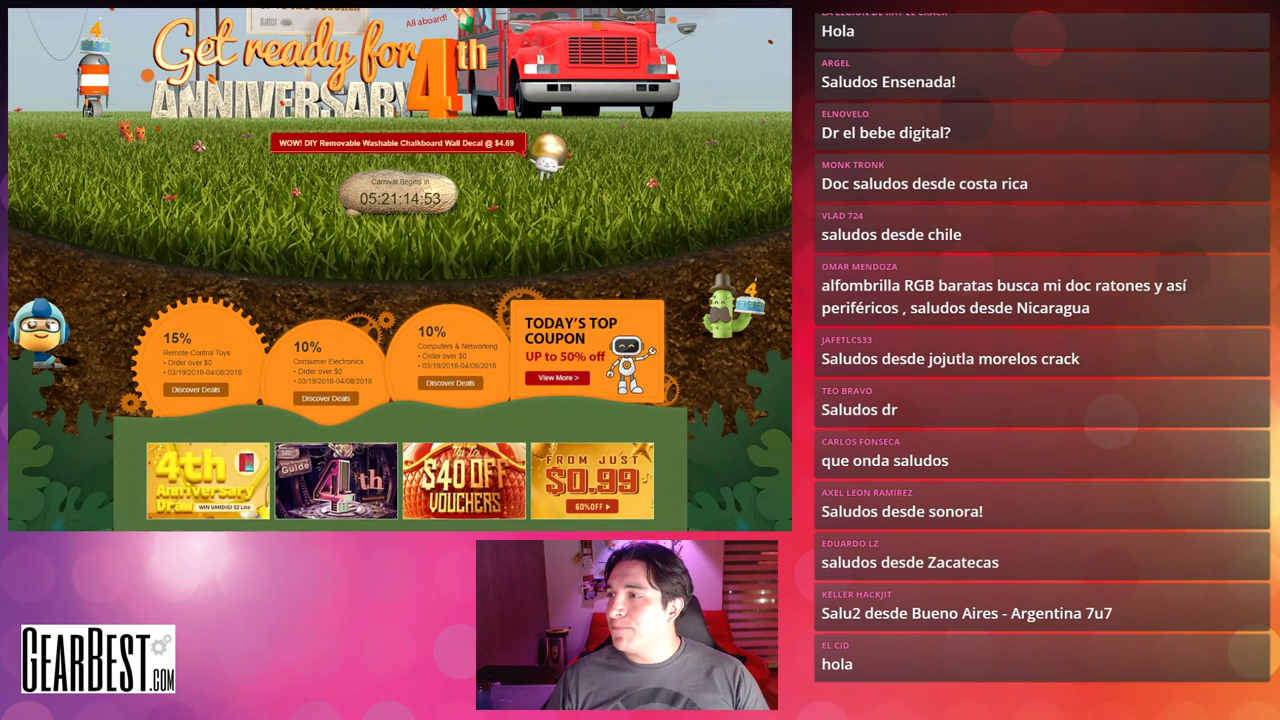 All aboard!
Get ready for
4th
ANNIVERSARY
WOW! DIY Removable Washable Chalkboard Wall Decal @ $4.69
Carnival Begins in
05:21:14:53
4
4
15%
Remote Control Toys
• Order over $0
• 03/19/2018-04/08/2018
Discover Deals
10%
Consumer Electronics
• Order over $0
• 03/19/2018-04/08/2018
Discover Deals
10%
Computers & Networking
• Order over $0
• 03/19/2018-04/08/2018
Discover Deals
TODAY'S TOP
COUPON
UP to 50% off
View More >
4th
Anniversary
Draw
WIN UMIDIGI S2 Lite
Guide
4th
Up to
$40 OFF
VOUCHERS
FROM JUST
$0.99
60%OFF
GEARBEST.COM
Hola
ARGEL
Saludos Ensenada!
ELNOVELO
Dr el bebe digital?
MONK TRONK
Doc saludos desde costa rica
VLAD 724
saludos desde chile
OMAR MENDOZA
alfombrilla RGB baratas busca mi doc ratones y así
periféricos , saludos desde Nicaragua
JAFETLC533
Saludos desde jojutla morelos crack
TEO BRAVO
Saludos dr
CARLOS FONSECA
que onda saludos
AXEL LEON RAMIREZ
Saludos desde sonora!
EDUARDO LZ
saludos desde Zacatecas
KELLER HACKJIT
Salu2 desde Bueno Aires - Argentina 7u7
EL CID
hola